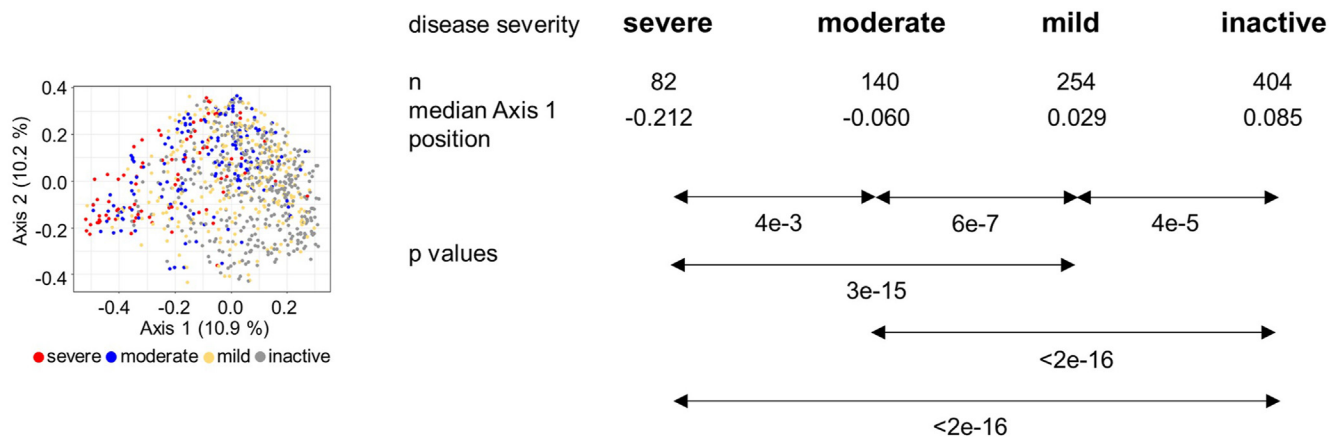 disease severity severe moderate mild inactive
n 82 140 254 404
median Axis 1 position -0.212 -0.060 0.029 0.085
4e-3 6e-7 4e-5
p values
3e-15
<2e-16
<2e-16
Axis 2 (10.2 %)
0.4
0.2
0.0
-0.2
-0.4
-0.4 -0.2 0.0 0.2
Axis 1 (10.9 %)
severe moderate mild inactive